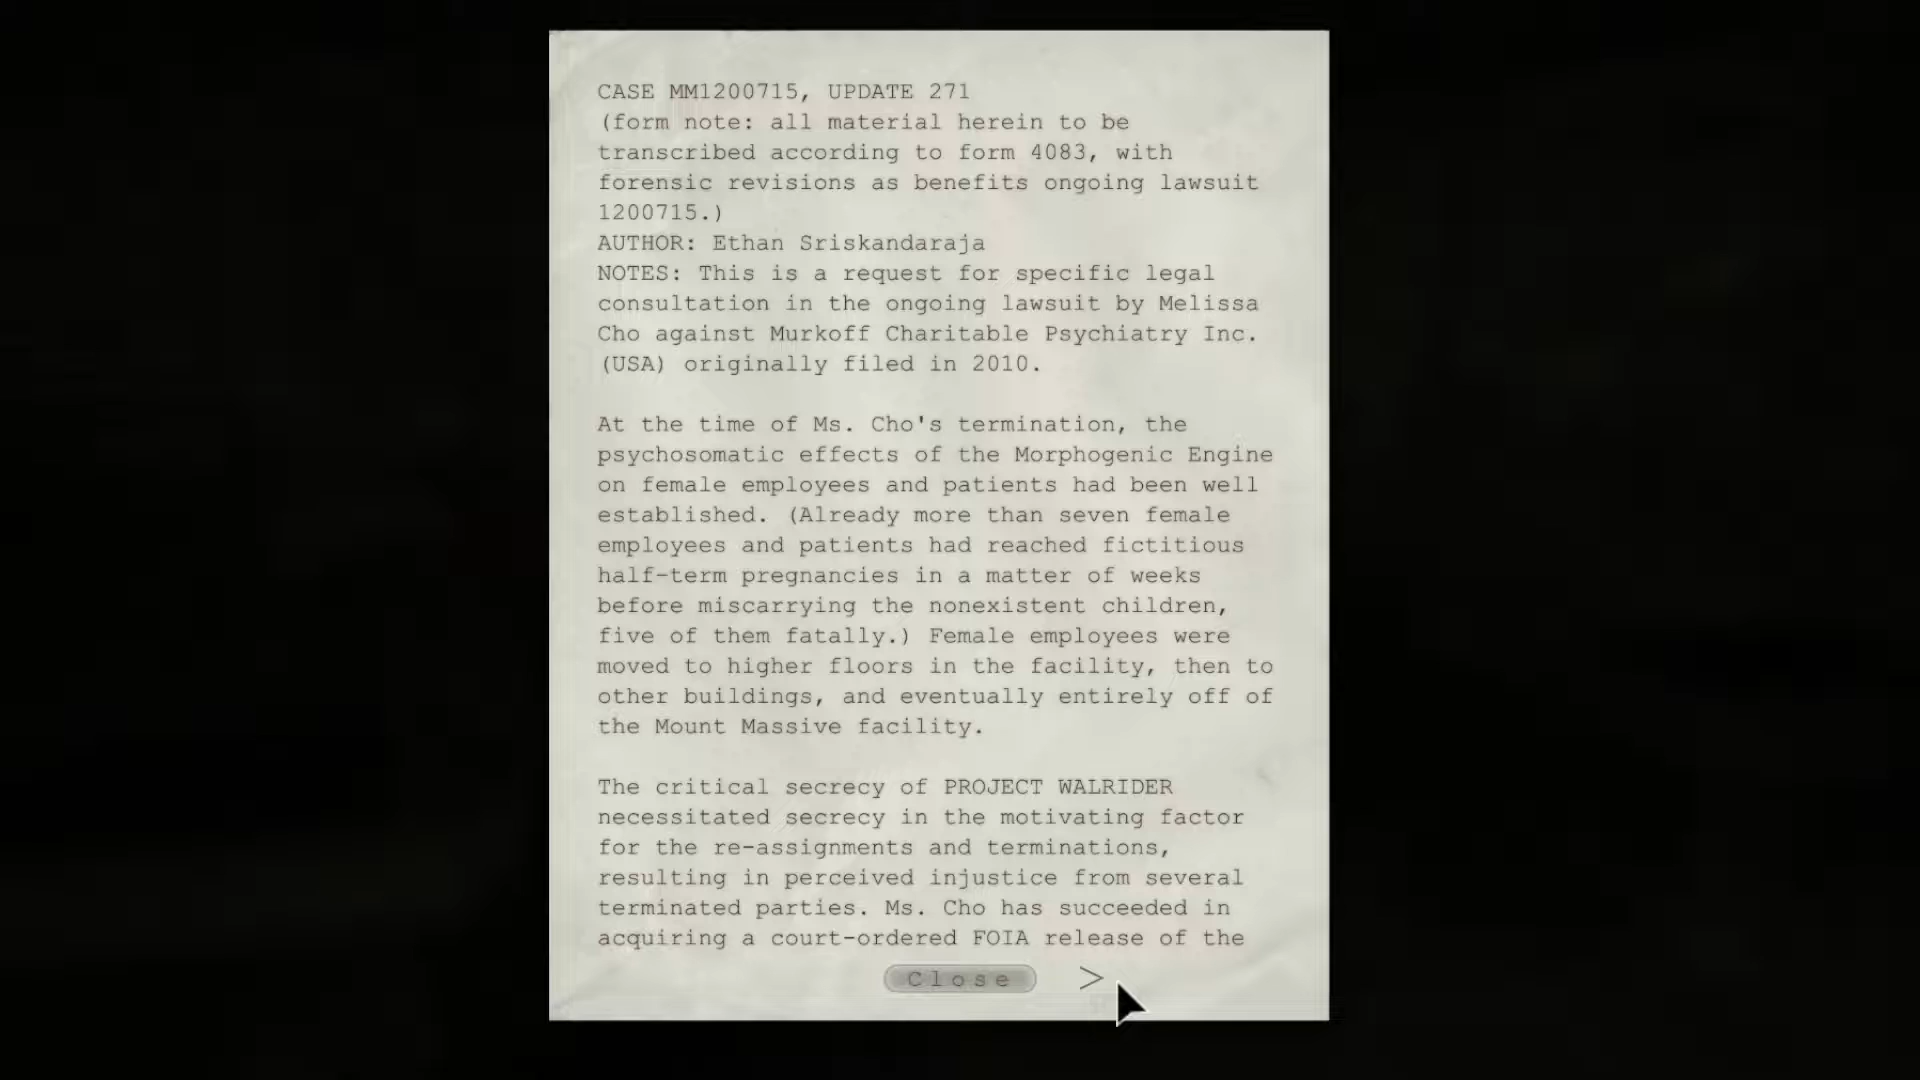 CASE MM1200715, UPDATE 271
(form note: all material herein to be
transcribed according to form 4083, with
forensic revisions as benefits ongoing lawsuit
1200715.)
AUTHOR: Ethan Sriskandaraja
NOTES: This is a request for specific legal
consultation in the ongoing lawsuit by Melissa
Cho against Murkoff Charitable Psychiatry Inc.
(USA) originally filed in 2010.
At the time of Ms. Cho's termination, the
psychosomatic effects of the Morphogenic Engine
on female employees and patients had been well
established. (Already more than seven female
employees and patients had reached fictitious
half-term pregnancies in a matter of weeks
before miscarrying the nonexistent children,
five of them fatally.) Female employees were
moved to higher floors in the facility, then to
other buildings, and eventually entirely off of
the Mount Massive facility.
The critical secrecy of PROJECT WALRIDER
necessitated secrecy in the motivating factor
for the re-assignments and terminations,
resulting in perceived injustice from several
terminated parties. Ms. Cho has succeeded in
acquiring a court-ordered FOIA release of the
Close >